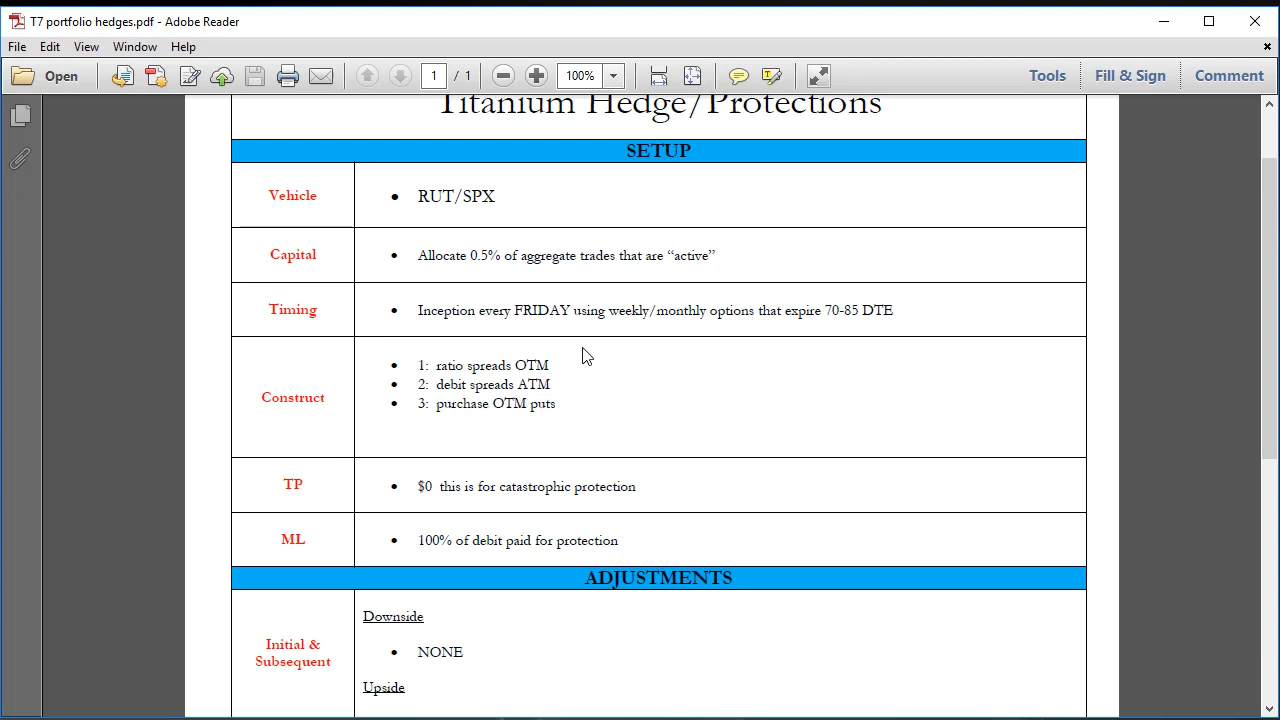 T7 portfolio hedges.pdf - Adobe Reader
File Edit View Window Help
Open 1 / 1 100% Tools Fill & Sign Comment
Titanium Hedge/Protections
SETUP
Vehicle
• RUT/SPX
Capital
• Allocate 0.5% of aggregate trades that are “active”
Timing
• Inception every FRIDAY using weekly/monthly options that expire 70-85 DTE
Construct
• 1: ratio spreads OTM
• 2: debit spreads ATM
• 3: purchase OTM puts
TP
• $0 this is for catastrophic protection
ML
• 100% of debit paid for protection
ADJUSTMENTS
Initial &
Subsequent
Downside
• NONE
Upside